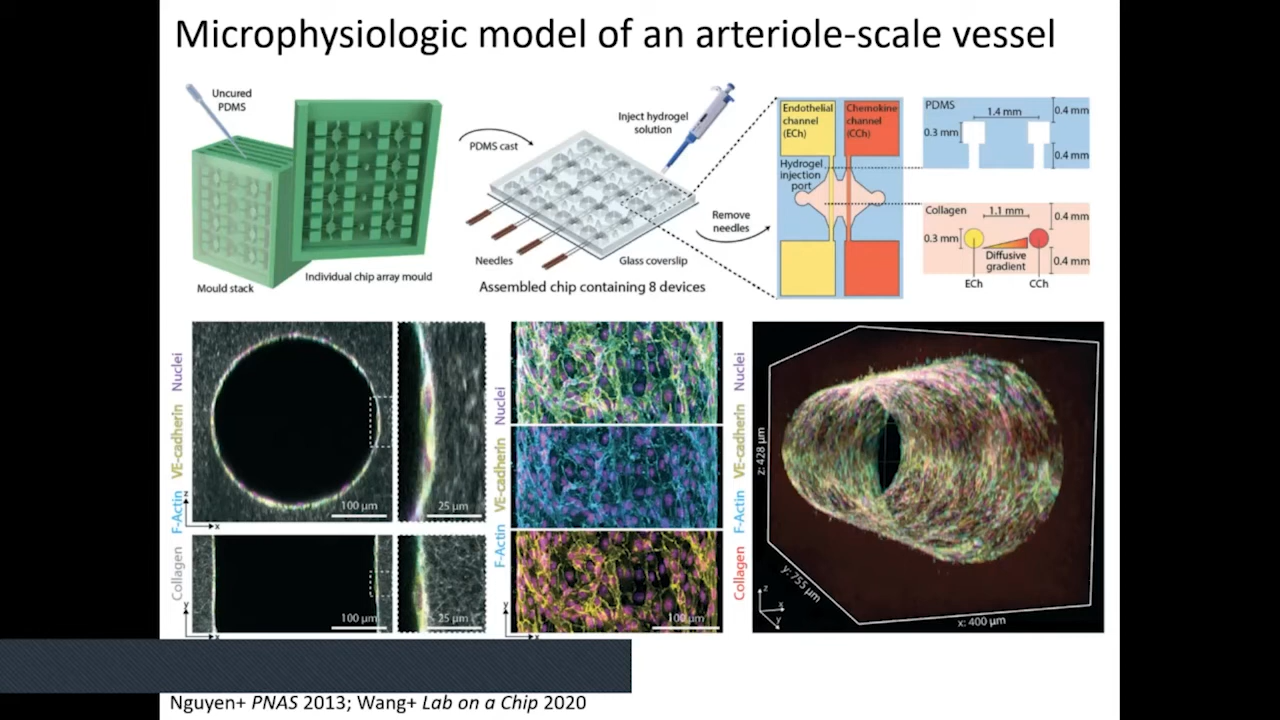 Microphysiologic model of an arteriole-scale vessel
Uncured
PDMS
Mould stack
Individual chip array mould
PDMS cast
Inject hydrogel
solution
Needles
Glass coverslip
Assembled chip containing 8 devices
Remove
needles
Endothelial
channel
(ECh)
Chemokine
channel
(CCh)
Hydrogel
injection
port
PDMS
1.4 mm
0.4 mm
0.3 mm
0.4 mm
Collagen
1.1 mm
0.4 mm
0.3 mm
Diffusive
gradient
0.4 mm
ECh
CCh
Collagen F-Actin VE-cadherin Nuclei
z
x
100 µm
25 µm
y
x
100 µm
25 µm
F-Actin VE-cadherin Nuclei
y
x
100 µm
Collagen F-Actin VE-cadherin Nuclei
z: 428 µm
y: 755 µm
x: 400 µm
z
x
y
Nguyen+ PNAS 2013; Wang+ Lab on a Chip 2020